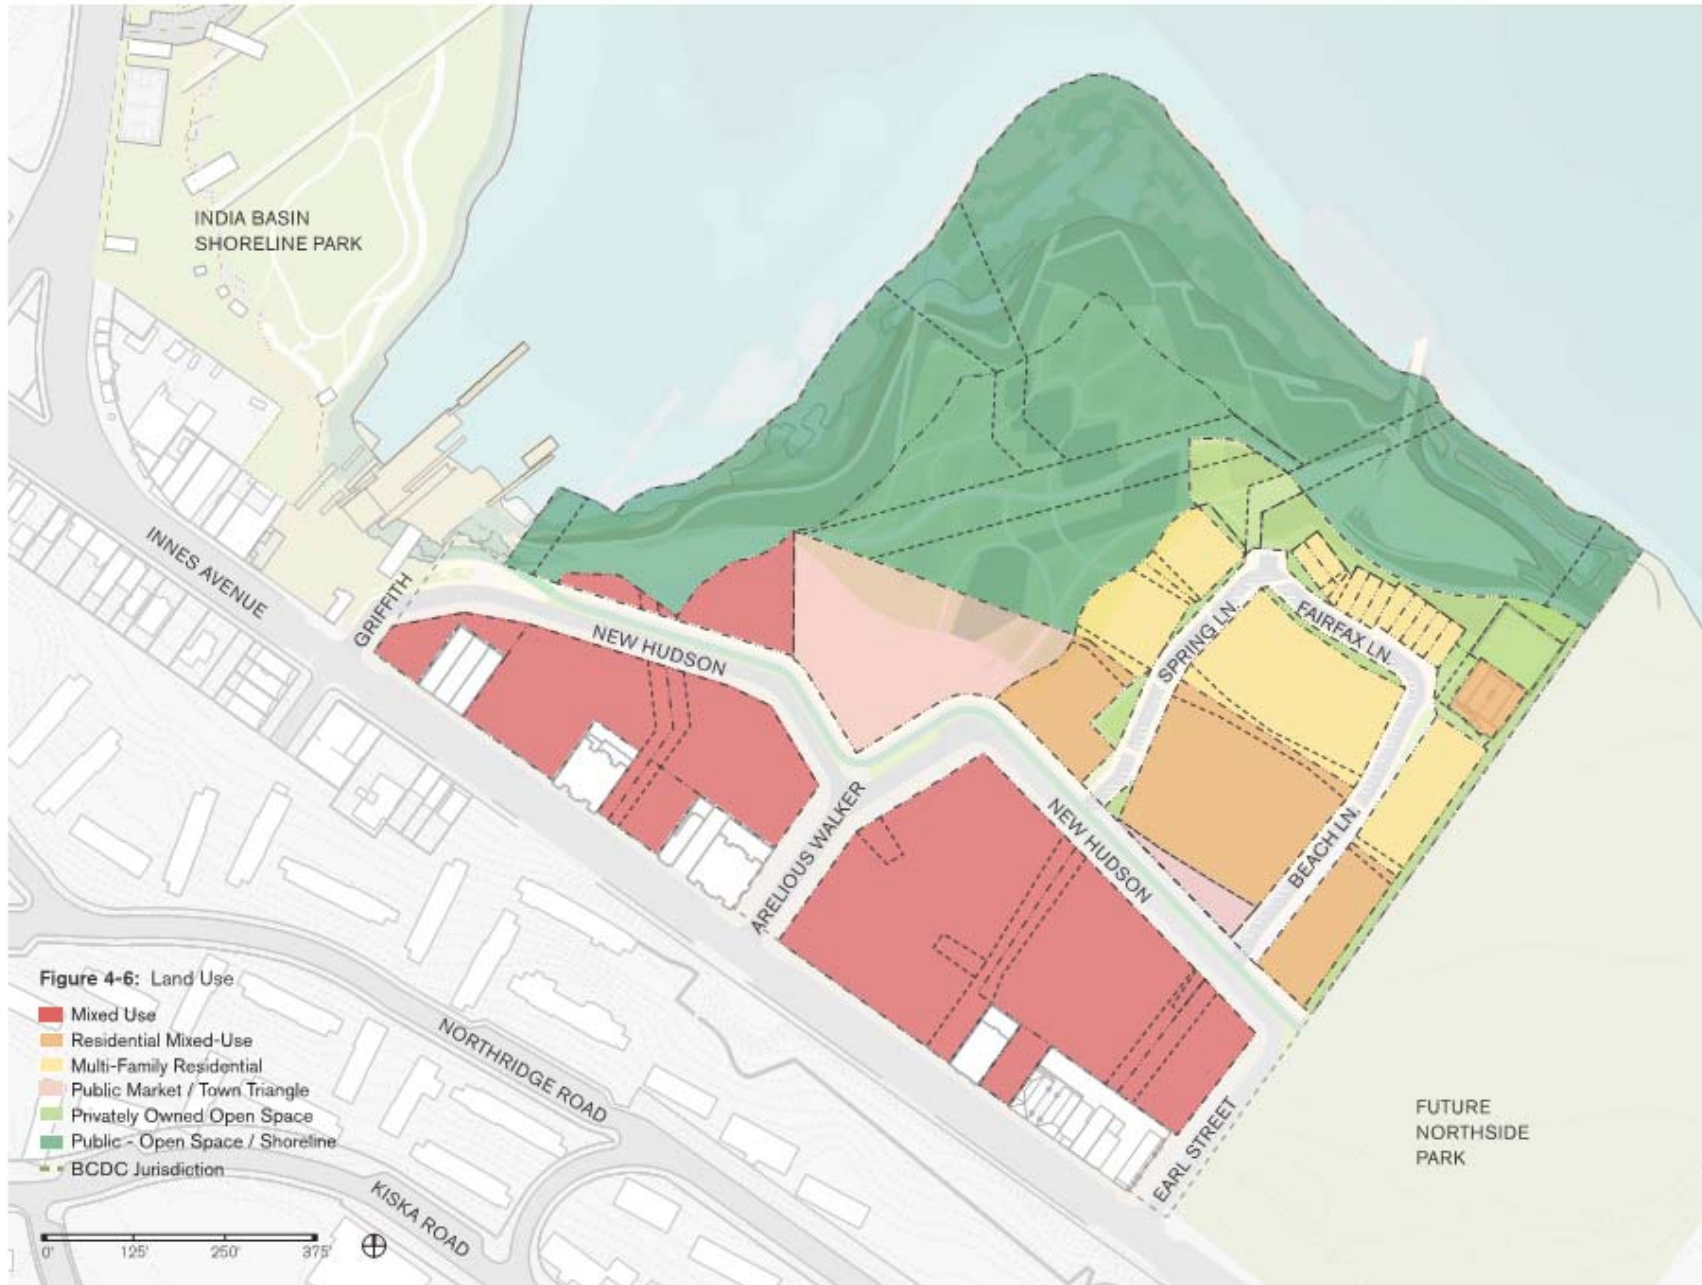 INDIA BASIN
SHORELINE PARK
INNES AVENUE
GRIFFITH
NEW HUDSON
SPRING LN.
FAIRFAX LN.
ARELIOUS WALKER
NEW HUDSON
BEACH LN.
EARL STREET
NORTHRIDGE ROAD
KISKA ROAD
FUTURE
NORTHSIDE
PARK
Figure 4-6: Land Use
Mixed Use
Residential Mixed-Use
Multi-Family Residential
Public Market / Town Triangle
Privately Owned Open Space
Public - Open Space / Shoreline
BCDC Jurisdiction
0' 125' 250' 375'